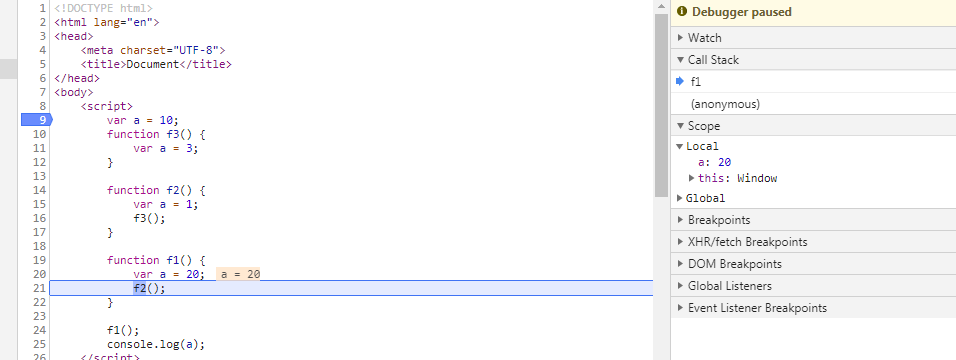 1 <!DOCTYPE html>
2 <html lang="en">
3 <head>
4     <meta charset="UTF-8">
5     <title>Document</title>
6 </head>
7 <body>
8     <script>
9         var a = 10;
10         function f3() {
11             var a = 3;
12         }
13
14         function f2() {
15             var a = 1;
16             f3();
17         }
18
19         function f1() {
20             var a = 20; a = 20
21             f2();
22         }
23
24         f1();
25         console.log(a);
26     </script>
Debugger paused
Watch
Call Stack
f1
(anonymous)
Scope
Local
a: 20
this: Window
Global
Breakpoints
XHR/fetch Breakpoints
DOM Breakpoints
Global Listeners
Event Listener Breakpoints